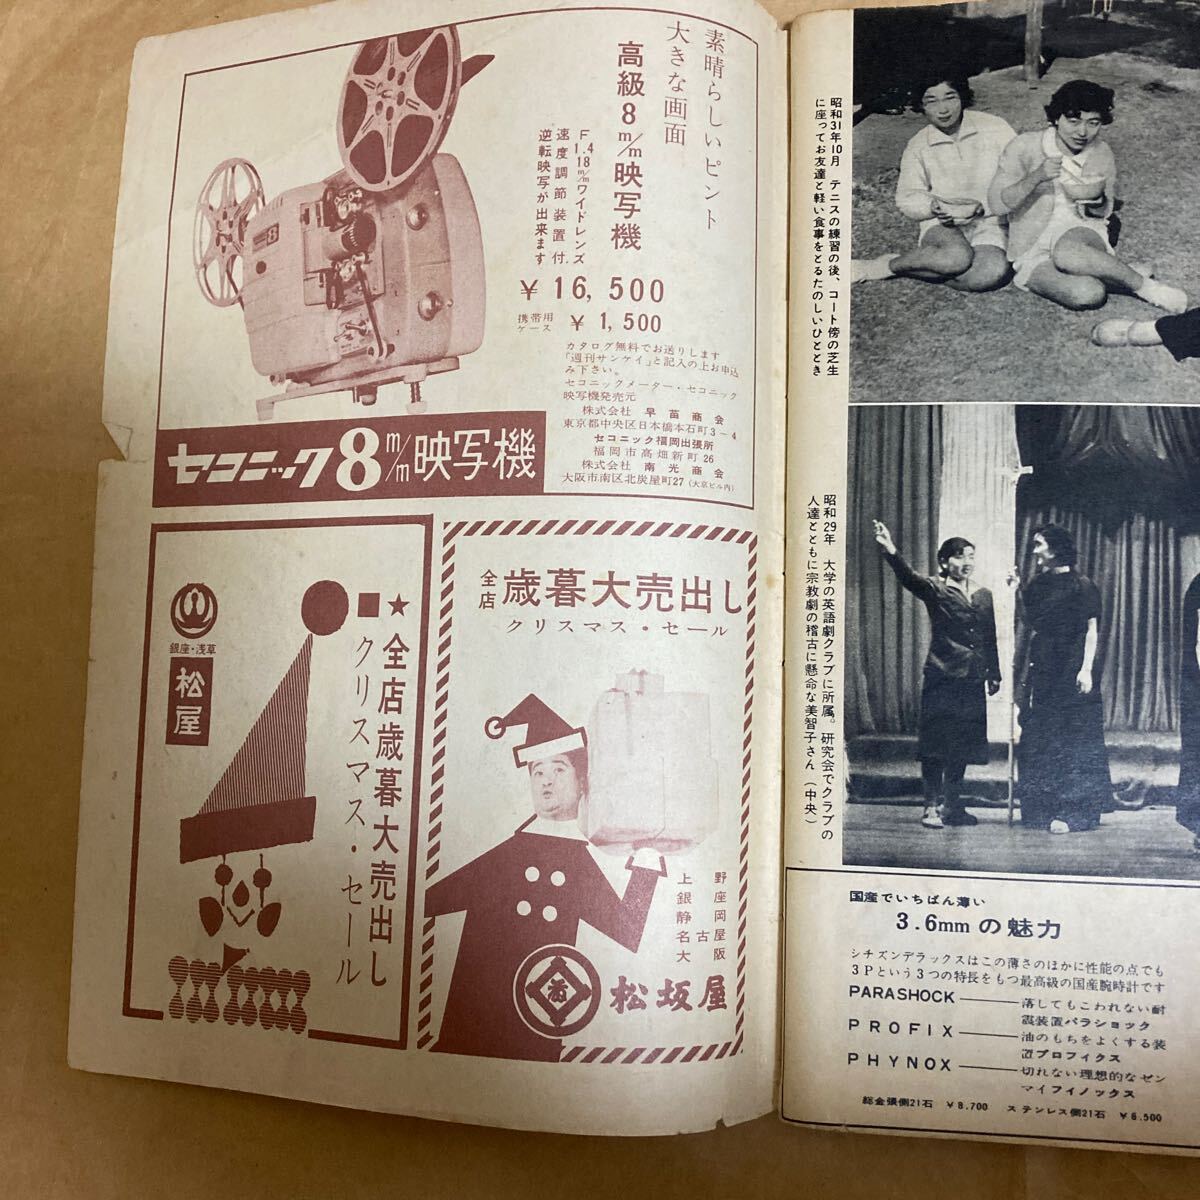 素晴らしいピント
大きな画面
高級8m/m映写機
F1.4 18m/mワイドレンズ
速度調節装置付
逆転映写が出来ます
¥16,500
携帯用ケース ¥1,500
カタログ無料でお送りします
「週刊サンケイ」と記入の上お申込
み下さい。
セコニックメーター・セコニック
映写機発売元
株式会社 早苗商会
東京都中央区日本橋本石町3−4
セコニック福岡出張所
福岡市高畑新町26
株式会社 南光商会
大阪市南区北炭屋町27(大京ビル内)
セコニック8m/m映写機
全店歳暮大売出し
クリスマス・セール
上野
銀座
静岡
名古屋
大阪
松坂屋
★全店歳暮大売出し
■クリスマス・セール
銀座・浅草
松屋
昭和31年10月 テニスの練習の後、コート傍の芝生
に座ってお友達と軽い食事をとるたのしいひととき
昭和29年 大学の英語劇クラブに所属。研究会でクラブの
人達とともに宗教劇の稽古に懸命な美智子さん(中央)
国産でいちばん薄い
3.6mmの魅力
シチズンデラックスはこの薄さのほかに性能の点でも
3Pという3つの特長をもつ最高級の国産腕時計です
PARASHOCK―落してもこわれない耐
震装置パラショック
PROFIX―油のもちをよくする装
置プロフィクス
PHYNOX―切れない理想的なゼン
マイフイノックス
総金張側21石 ¥8,700 ステンレス側21石 ¥6,500